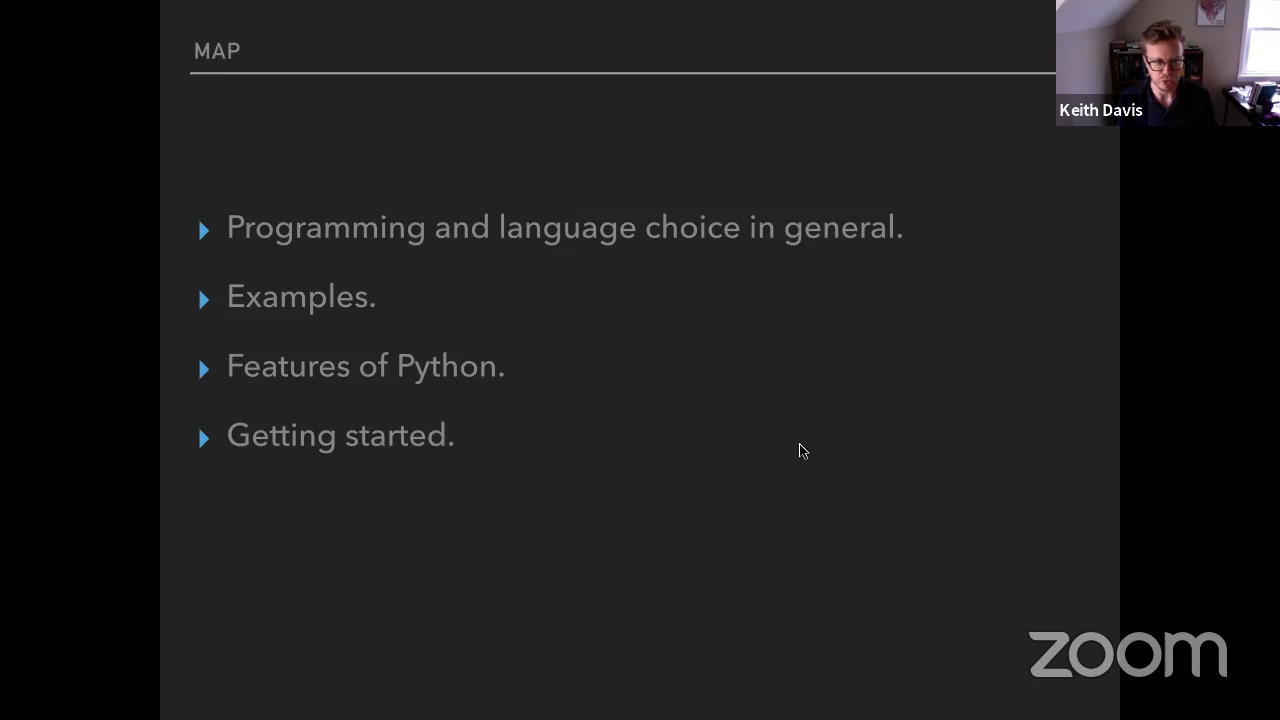 MAP
Keith Davis
Programming and language choice in general.
Examples.
Features of Python.
Getting started.
zoom